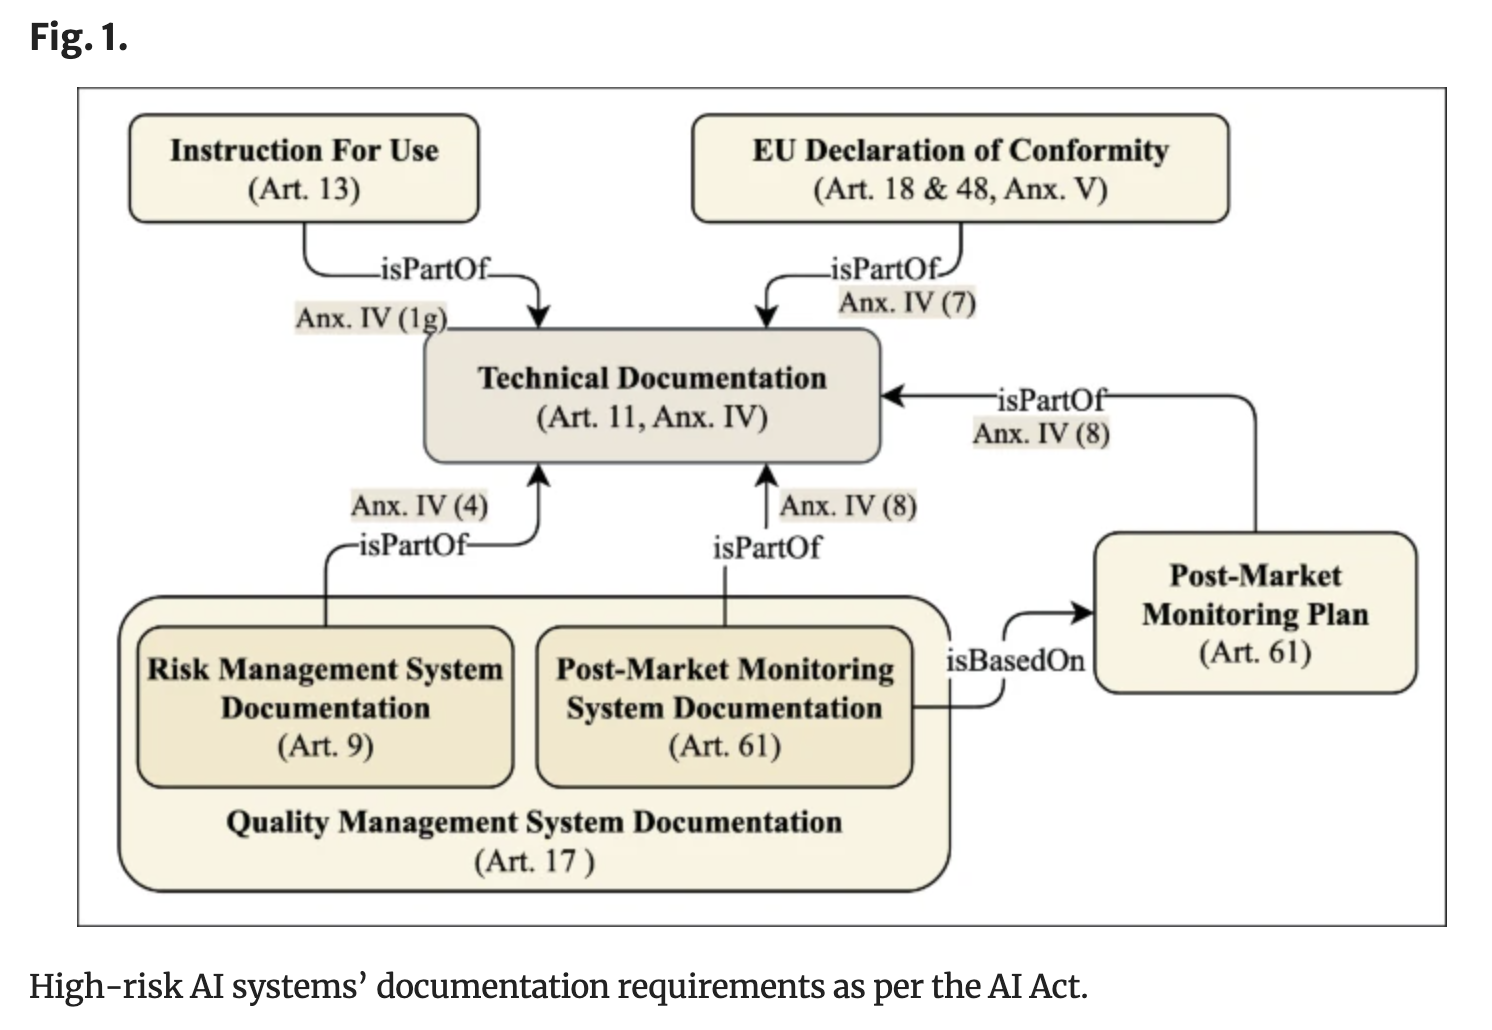 Fig. 1.
Instruction For Use
(Art. 13)
EU Declaration of Conformity
(Art. 18 & 48, Anx. V)
isPartOf
Anx. IV (1g)
isPartOf
Anx. IV (7)
Technical Documentation
(Art. 11, Anx. IV)
isPartOf
Anx. IV (8)
Anx. IV (4)
isPartOf
Anx. IV (8)
isPartOf
Post-Market
Monitoring Plan
(Art. 61)
isBasedOn
Risk Management System
Documentation
(Art. 9)
Post-Market Monitoring
System Documentation
(Art. 61)
Quality Management System Documentation
(Art. 17 )
High-risk AI systems’ documentation requirements as per the AI Act.